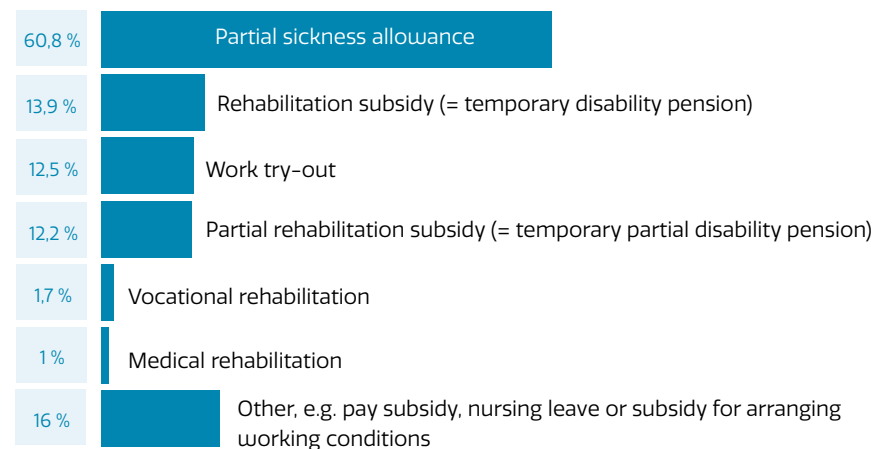 60,8 % Partial sickness allowance
13,9 % Rehabilitation subsidy (= temporary disability pension)
12,5 % Work try-out
12,2 % Partial rehabilitation subsidy (= temporary partial disability pension)
1,7 % Vocational rehabilitation
1 % Medical rehabilitation
16 % Other, e.g. pay subsidy, nursing leave or subsidy for arranging
working conditions